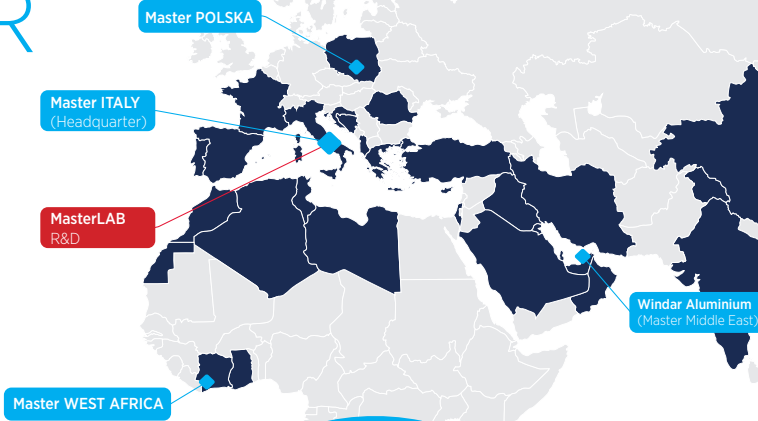 R
Master POLSKA
Master ITALY
(Headquarter)
MasterLAB
R&D
Windar Aluminium
(Master Middle East)
Master WEST AFRICA